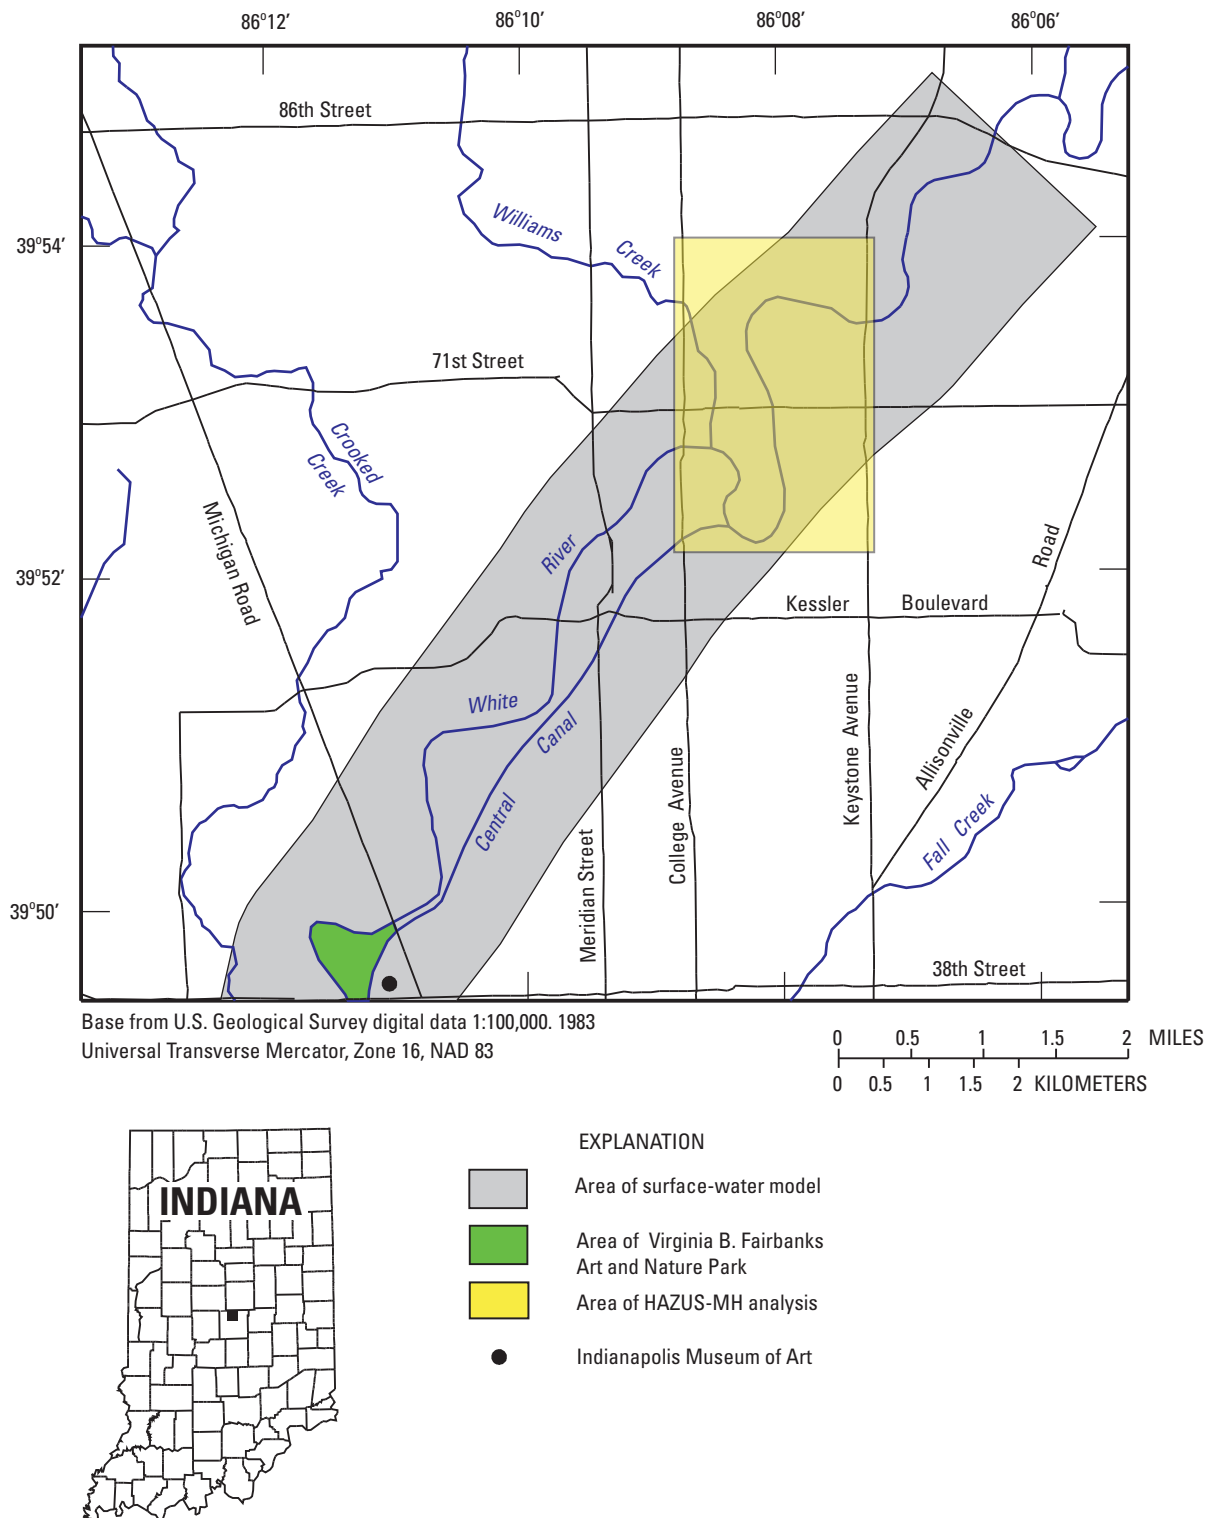 86°12′ 86°10′ 86°08′ 86°06′
86th Street
Williams Creek
39°54′
71st Street
Crooked Creek
Michigan Road
River
Road
39°52′
Kessler Boulevard
White
Canal
Keystone Avenue
Allisonville
College Avenue
Central
Fall Creek
Meridian Street
39°50′
38th Street
Base from U.S. Geological Survey digital data 1:100,000. 1983
Universal Transverse Mercator, Zone 16, NAD 83
0 0.5 1 1.5 2 MILES
0 0.5 1 1.5 2 KILOMETERS
INDIANA
EXPLANATION
Area of surface-water model
Area of Virginia B. Fairbanks
Art and Nature Park
Area of HAZUS-MH analysis
Indianapolis Museum of Art